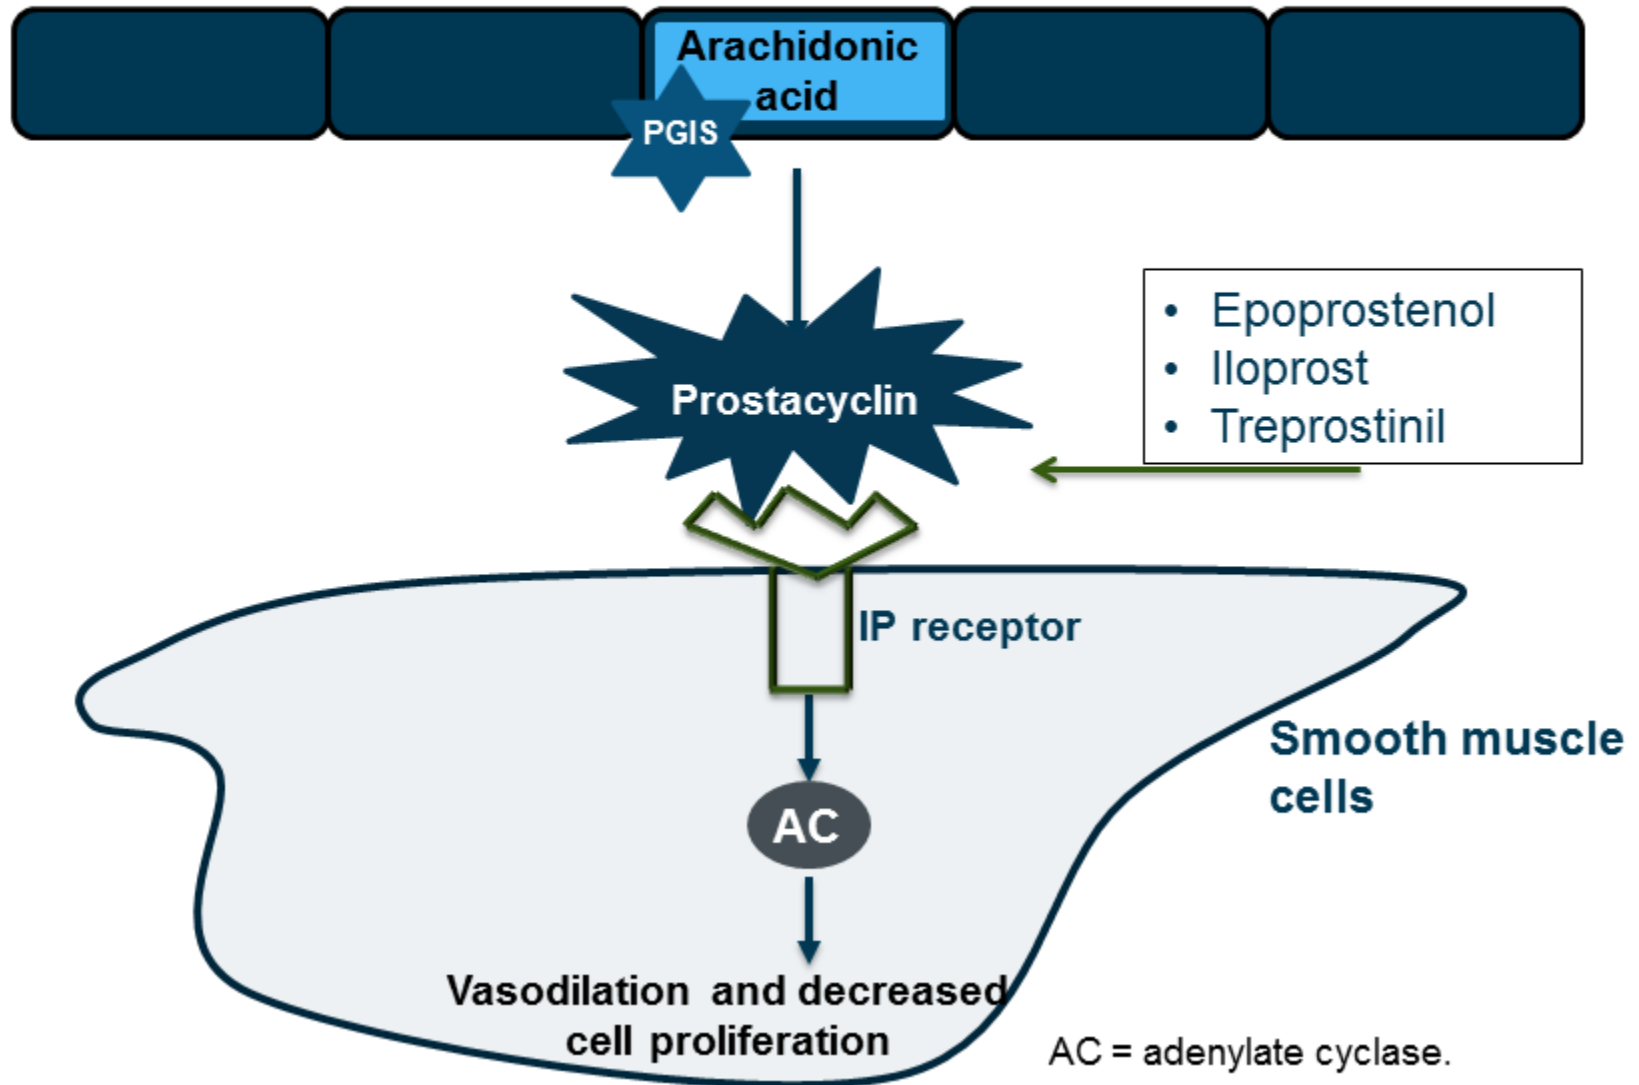 Arachidonic
acid
PGIS
Prostacyclin
• Epoprostenol
• Iloprost
• Treprostinil
IP receptor
Smooth muscle
cells
AC
Vasodilation and decreased
cell proliferation
AC = adenylate cyclase.